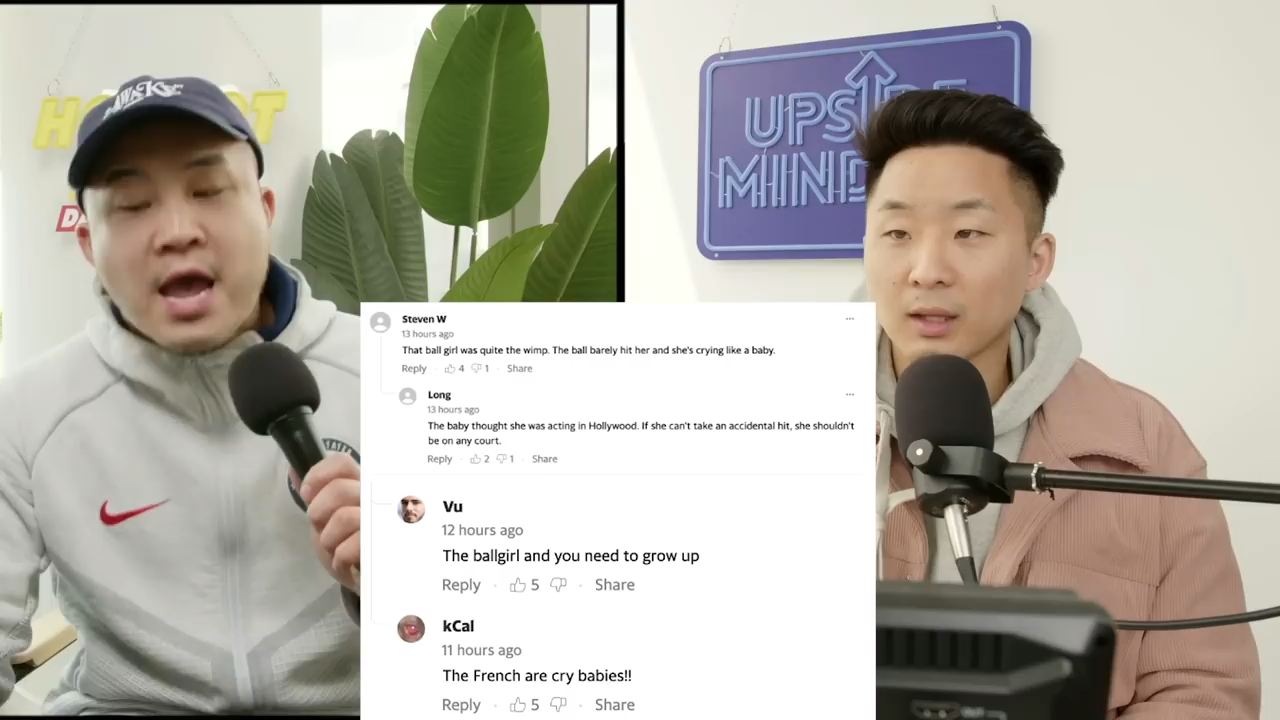 UPSIDE
MIND
Steven W
13 hours ago
That ball girl was quite the wimp. The ball barely hit her and she's crying like a baby.
Reply · 4 1 · Share
Long
13 hours ago
The baby thought she was acting in Hollywood. If she can't take an accidental hit, she shouldn't
be on any court.
Reply · 2 1 · Share
Vu
12 hours ago
The ballgirl and you need to grow up
Reply · 5 · Share
kCal
11 hours ago
The French are cry babies!!
Reply · 5 · Share